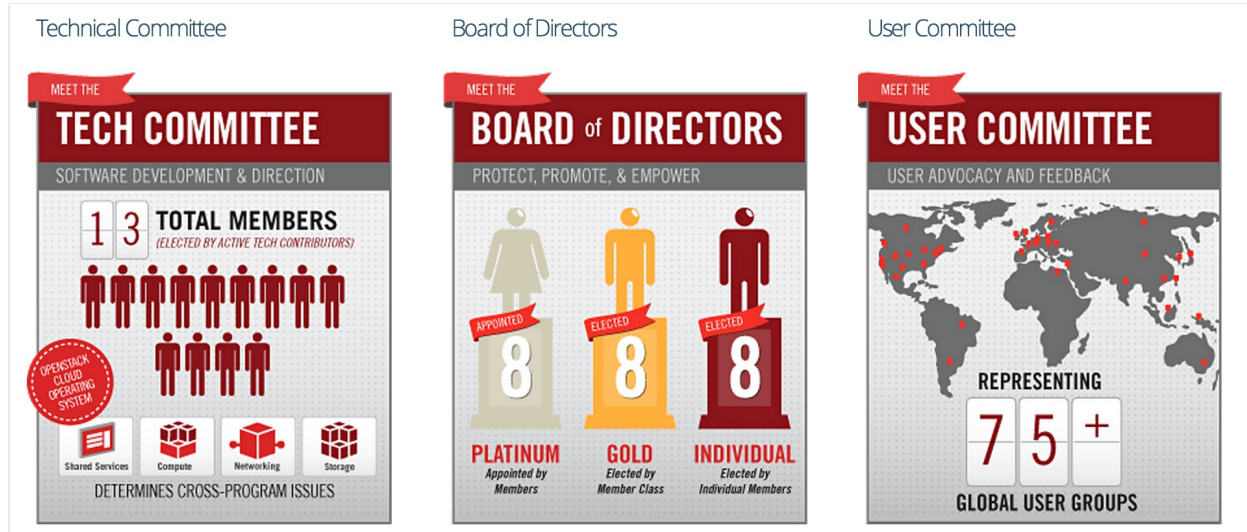 Technical Committee
MEET THE
TECH COMMITTEE
SOFTWARE DEVELOPMENT & DIRECTION
13 TOTAL MEMBERS
(ELECTED BY ACTIVE TECH CONTRIBUTORS)
OPENSTACK
CLOUD
OPERATING
SYSTEM
Shared Services Compute Networking Storage
DETERMINES CROSS-PROGRAM ISSUES
Board of Directors
MEET THE
BOARD of DIRECTORS
PROTECT, PROMOTE, & EMPOWER
APPOINTED ELECTED ELECTED
8 8 8
PLATINUM GOLD INDIVIDUAL
Appointed by Elected by Elected by
Members Member Class Individual Members
User Committee
MEET THE
USER COMMITTEE
USER ADVOCACY AND FEEDBACK
REPRESENTING
75+
GLOBAL USER GROUPS